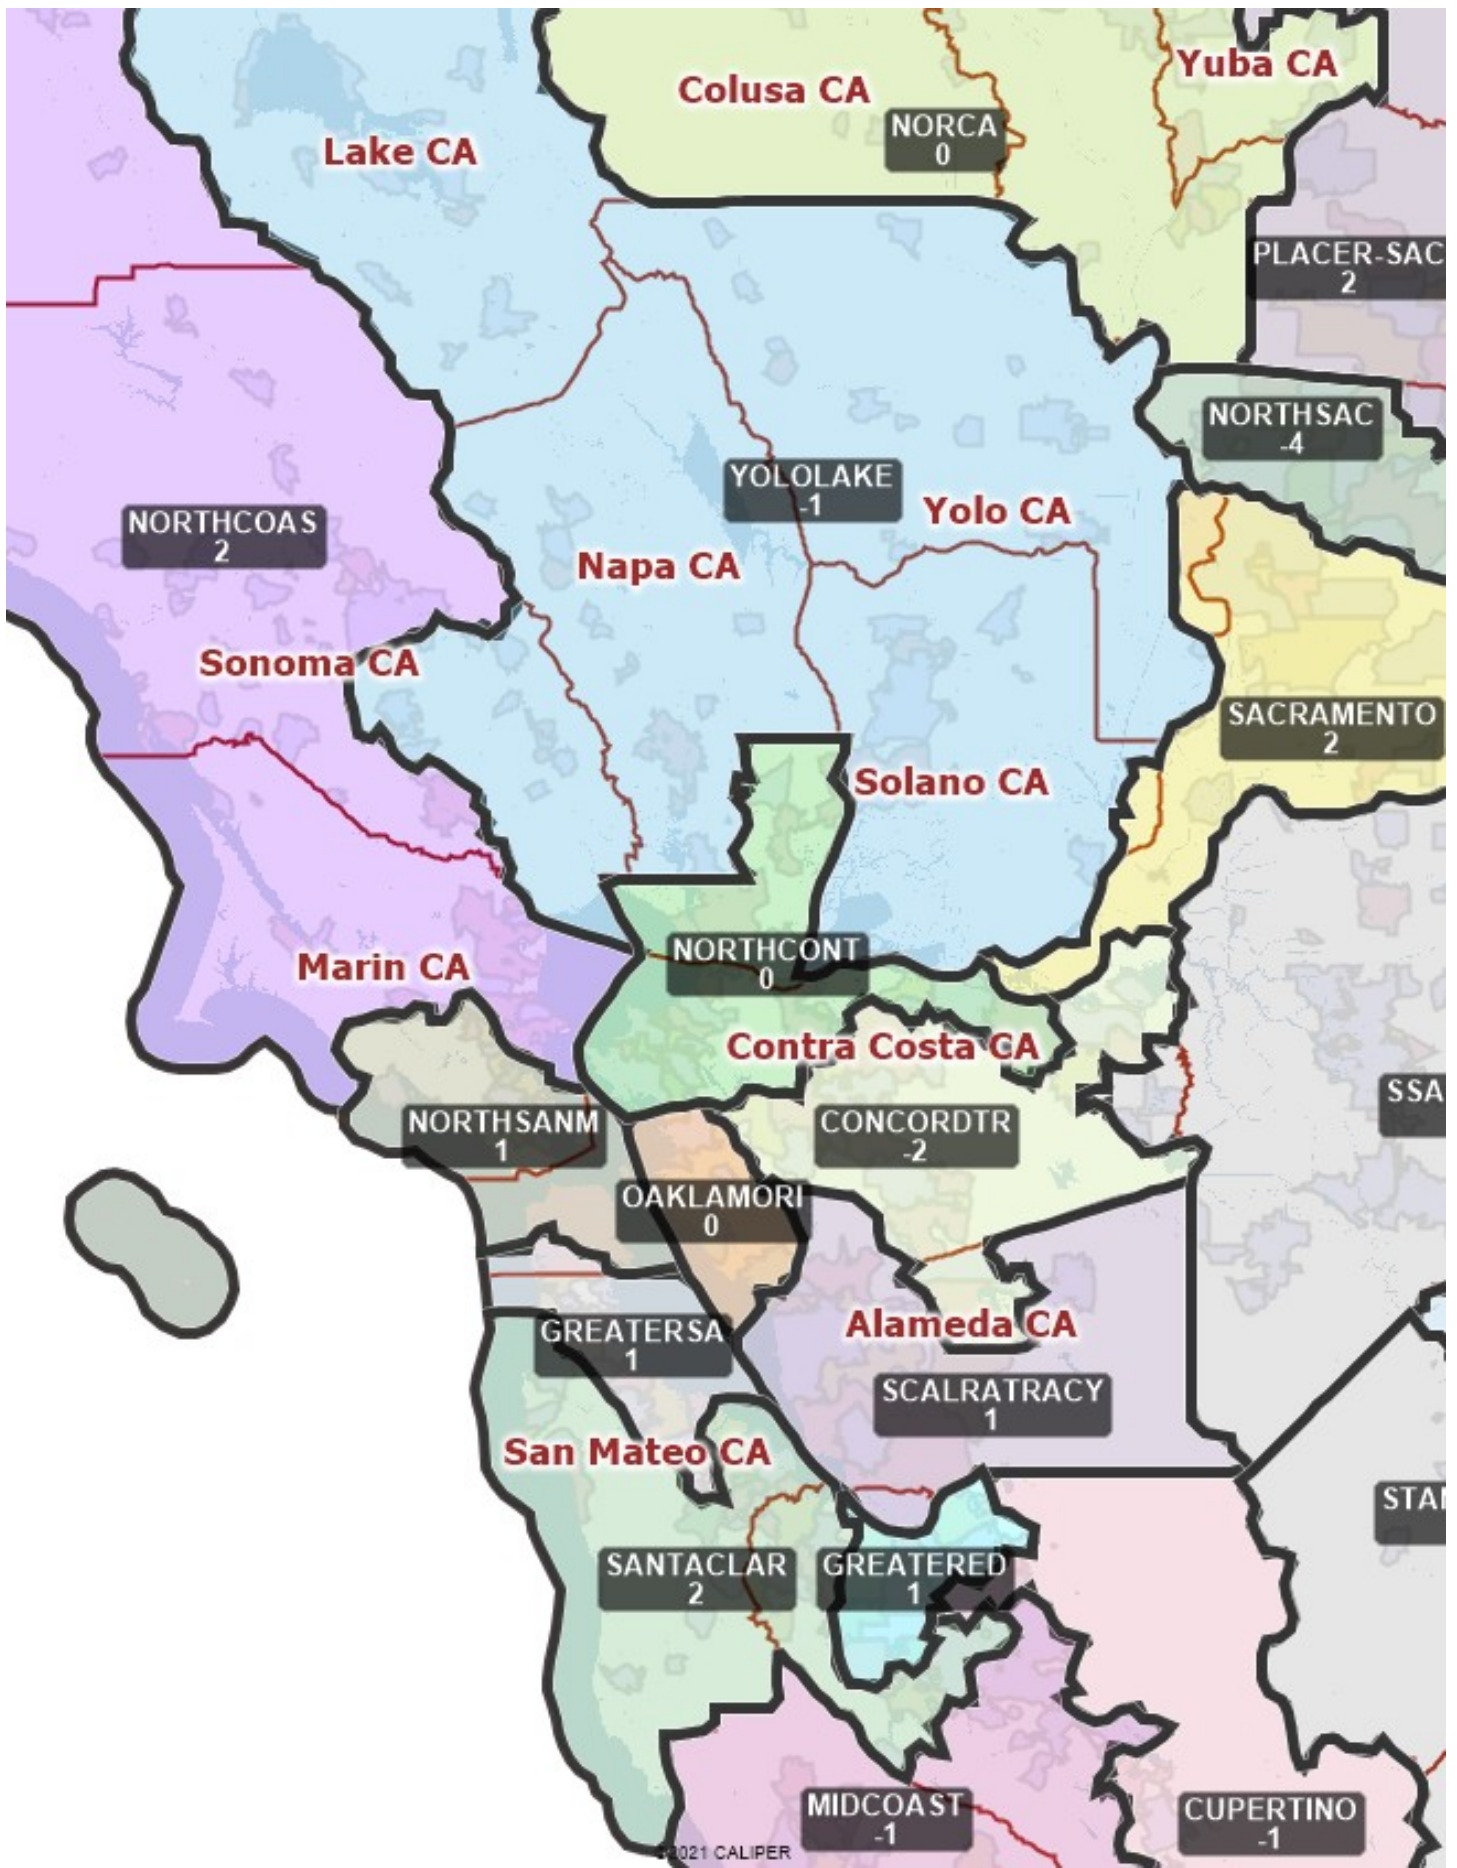 Yuba CA
Colusa CA
NORCA
0
Lake CA
PLACER-SAC
2
NORTHSAC
-4
YOLOLAKE
-1
Yolo CA
NORTHCOAS
2
Napa CA
Sonoma CA
SACRAMENTO
2
Solano CA
NORTHCONT
0
Marin CA
Contra Costa CA
SSA
NORTHSANM
1
CONCORDTR
-2
OAKLAMORI
0
Alameda CA
GREATERSA
1
SCALRATRACY
1
San Mateo CA
STA
SANTACLAR
2
GREATERED
1
MIDCOAST
-1
CUPERTINO
-1
©2021 CALIPER